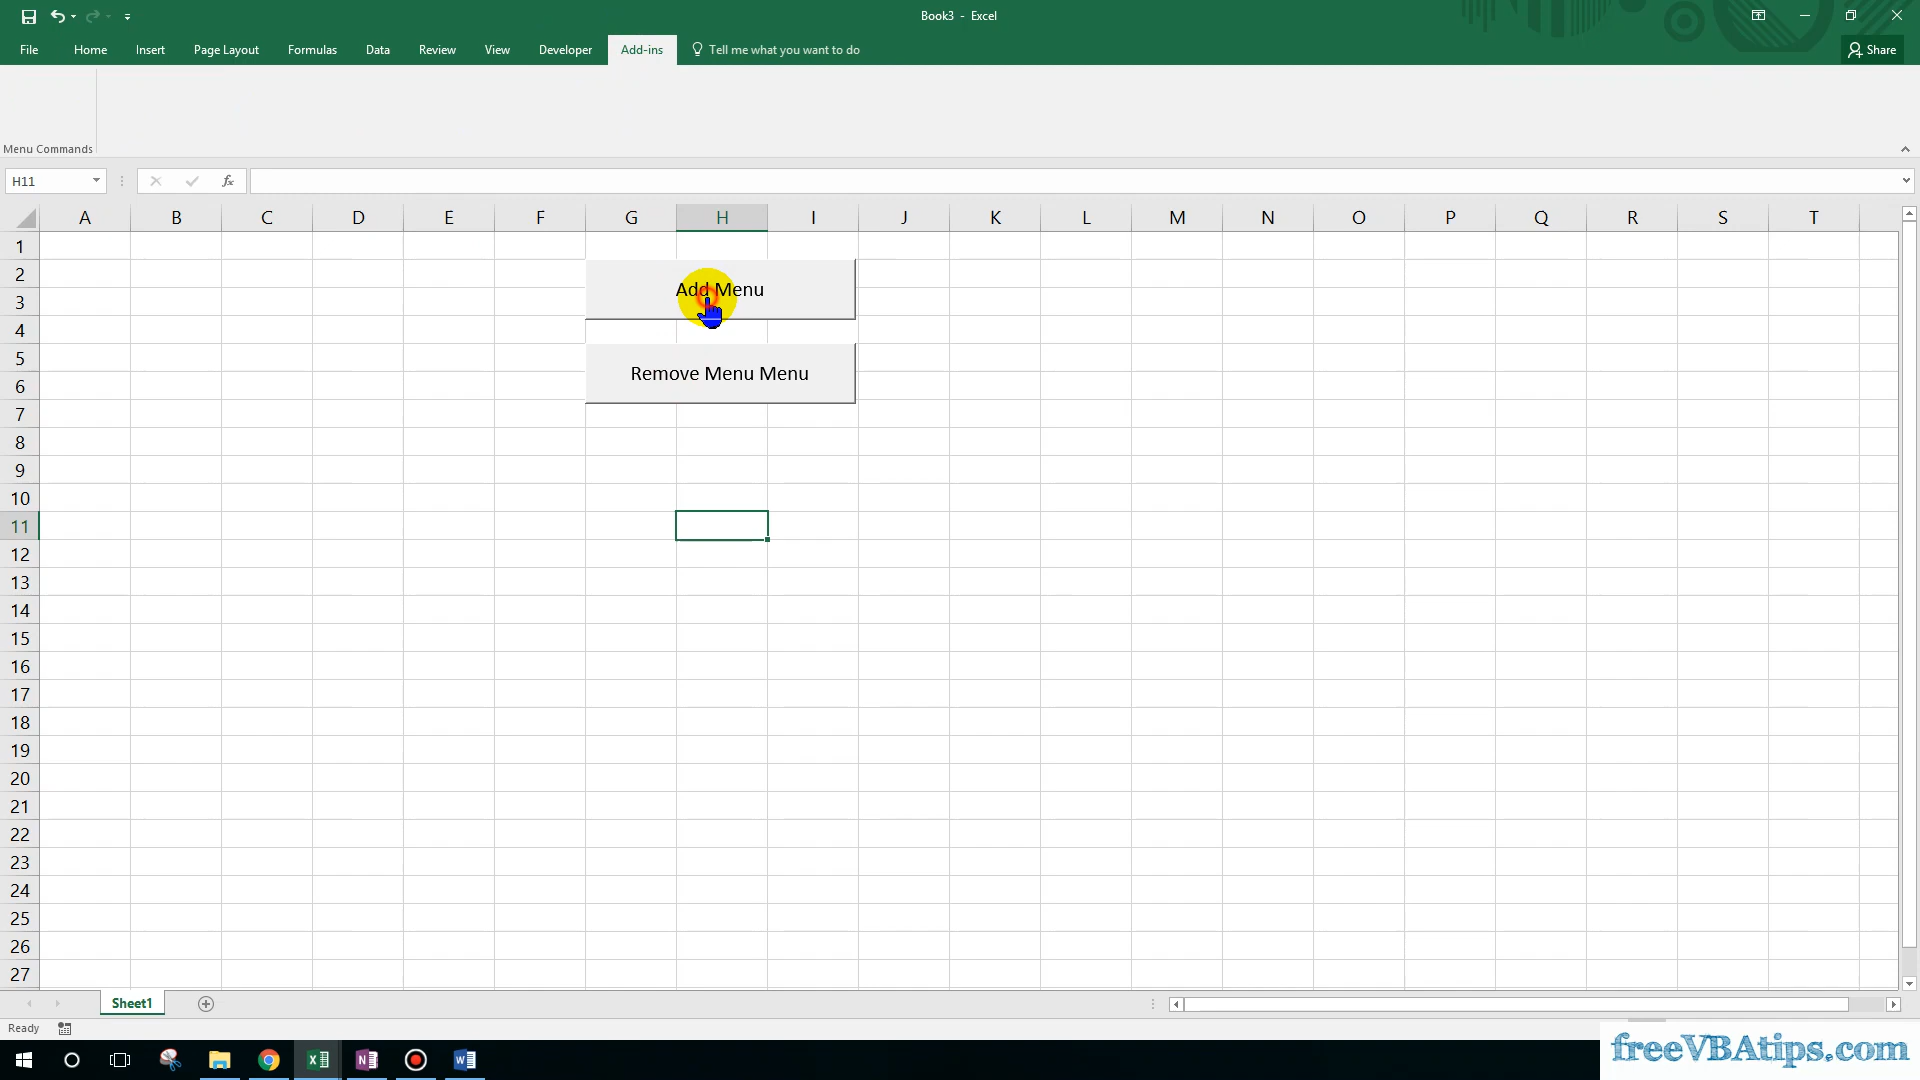 Book3 - Excel
File Home Insert Page Layout Formulas Data Review View Developer Add-ins Tell me what you want to do Share
Menu Commands
H11 fx
A B C D E F G H I J K L M N O P Q R S T
1
2
Add Menu
3
4
5
Remove Menu Menu
6
7
8
9
10
11
12
13
14
15
16
17
18
19
20
21
22
23
24
25
26
27
Sheet1
Ready
freeVBAtips.com